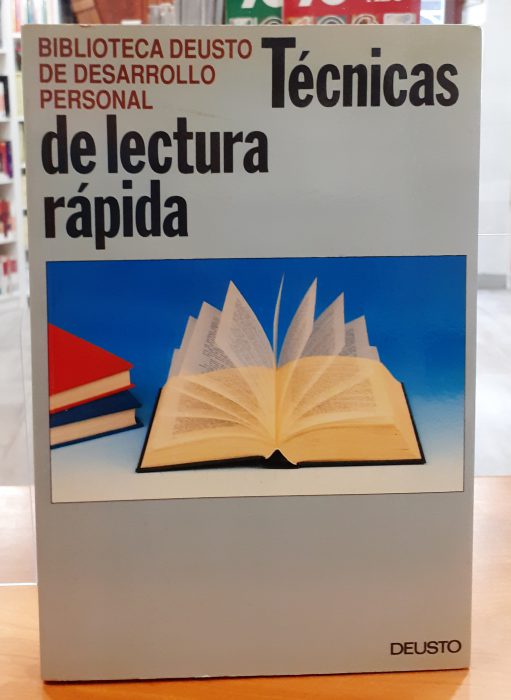 BIBLIOTECA DEUSTO
DE DESARROLLO
PERSONAL
Técnicas
de lectura
rápida
DEUSTO